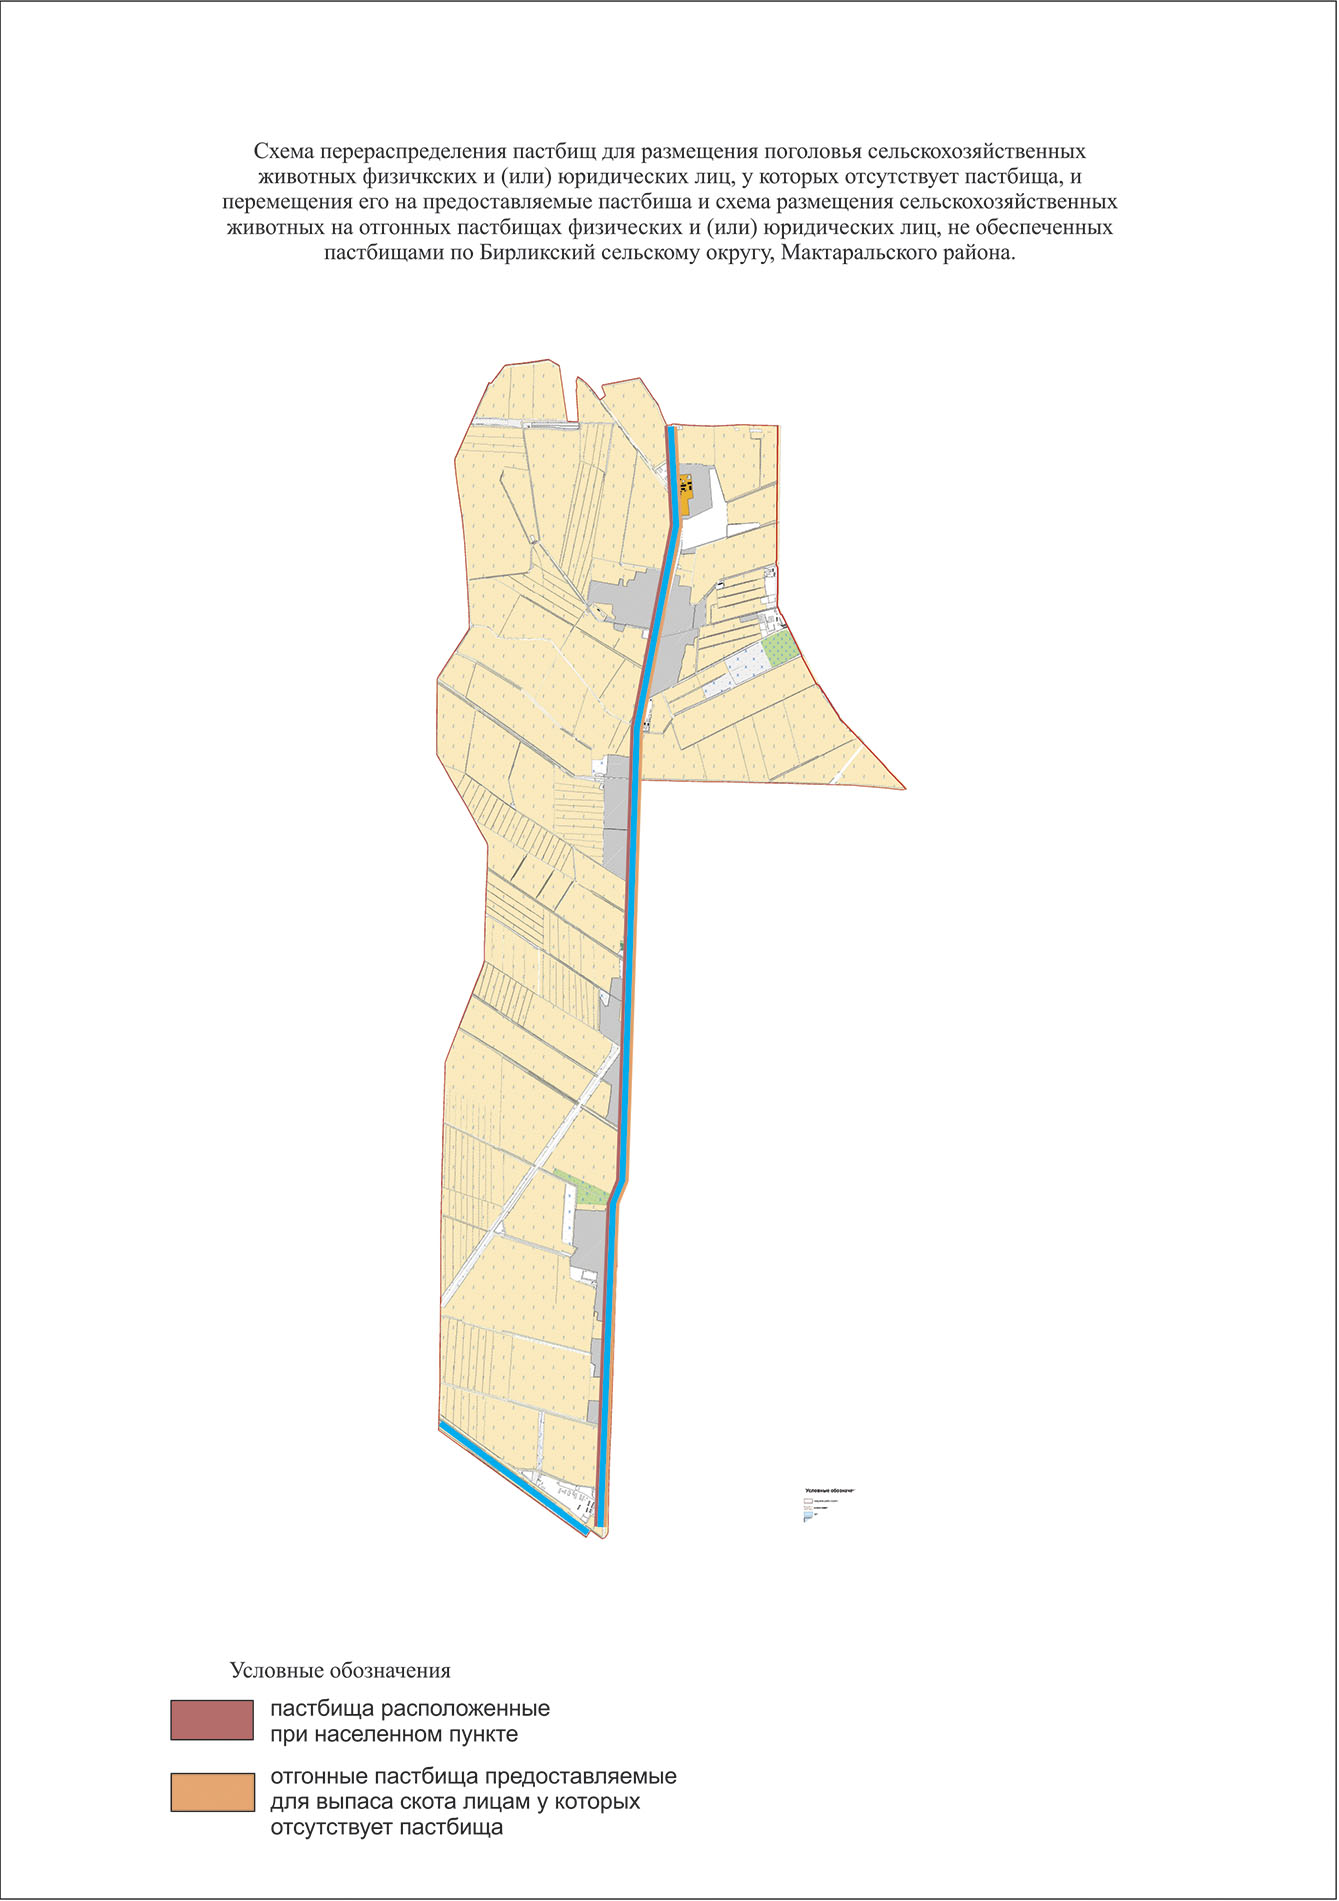 Схема перераспределения пастбищ для размещения поголовья сельскохозяйственных
животных физичкских и (или) юридических лиц, у которых отсутствует пастбища, и
перемещения его на предоставляемые пастбиша и схема размещения сельскохозяйственных
животных на отгонных пастбищах физических и (или) юридических лиц, не обеспеченных
пастбищами по Бирликский сельскому округу, Мактаральского района.
Условные обозначе
Условные обозначения
пастбища расположенные
при населенном пункте
отгонные пастбища предоставляемые
для выпаса скота лицам у которых
отсутствует пастбища